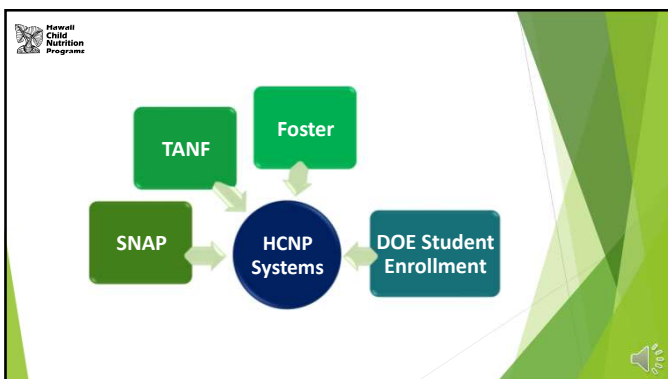 Hawaii
Child
Nutrition
Programs
Foster
TANF
SNAP
HCNP
Systems
DOE Student
Enrollment